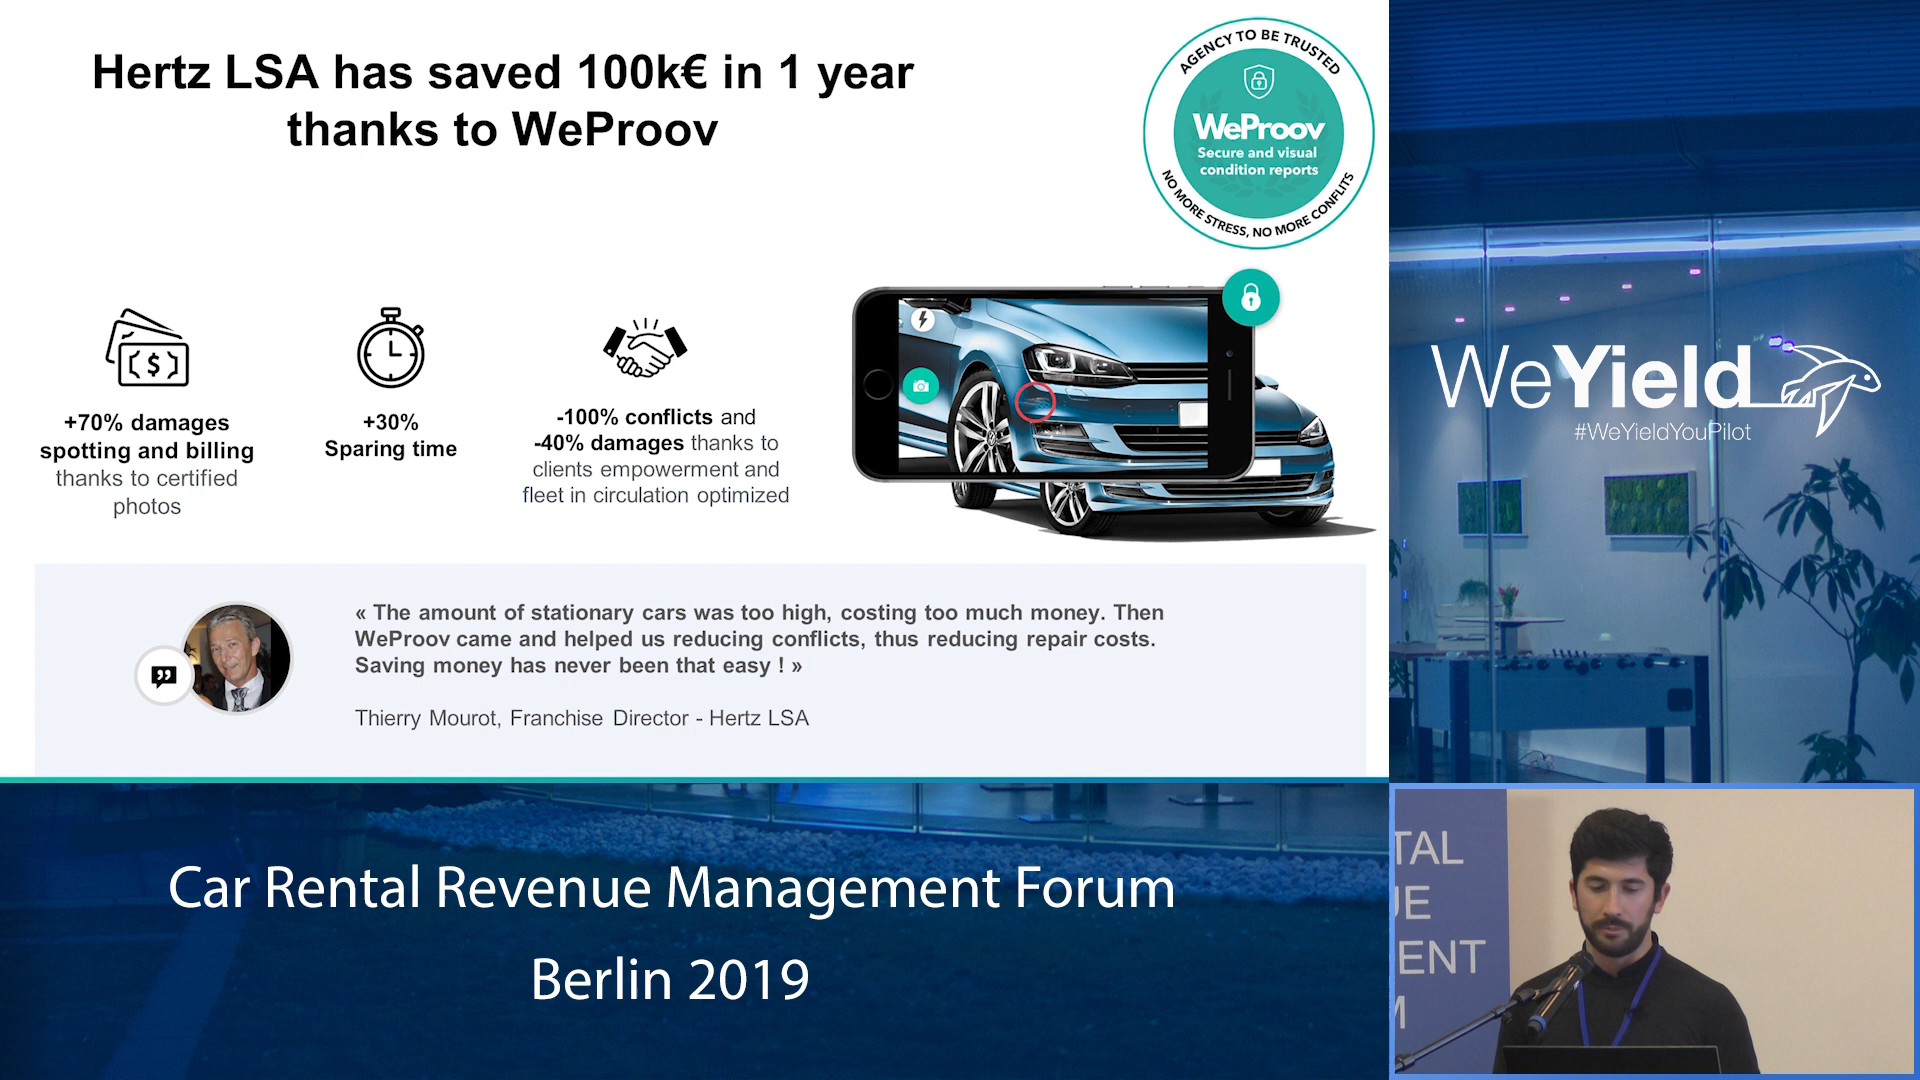 Hertz LSA has saved 100k€ in 1 year
thanks to WeProov
AGENCY TO BE TRUSTED
WeProov
Secure and visual
condition reports
NO MORE STRESS, NO MORE CONFLITS
+70% damages
spotting and billing
thanks to certified
photos
+30%
Sparing time
-100% conflicts and
-40% damages thanks to
clients empowerment and
fleet in circulation optimized
« The amount of stationary cars was too high, costing too much money. Then
WeProov came and helped us reducing conflicts, thus reducing repair costs.
Saving money has never been that easy ! »
Thierry Mourot, Franchise Director - Hertz LSA
WeYield
#WeYieldYouPilot
Car Rental Revenue Management Forum
Berlin 2019
TAL
UE
ENT
M